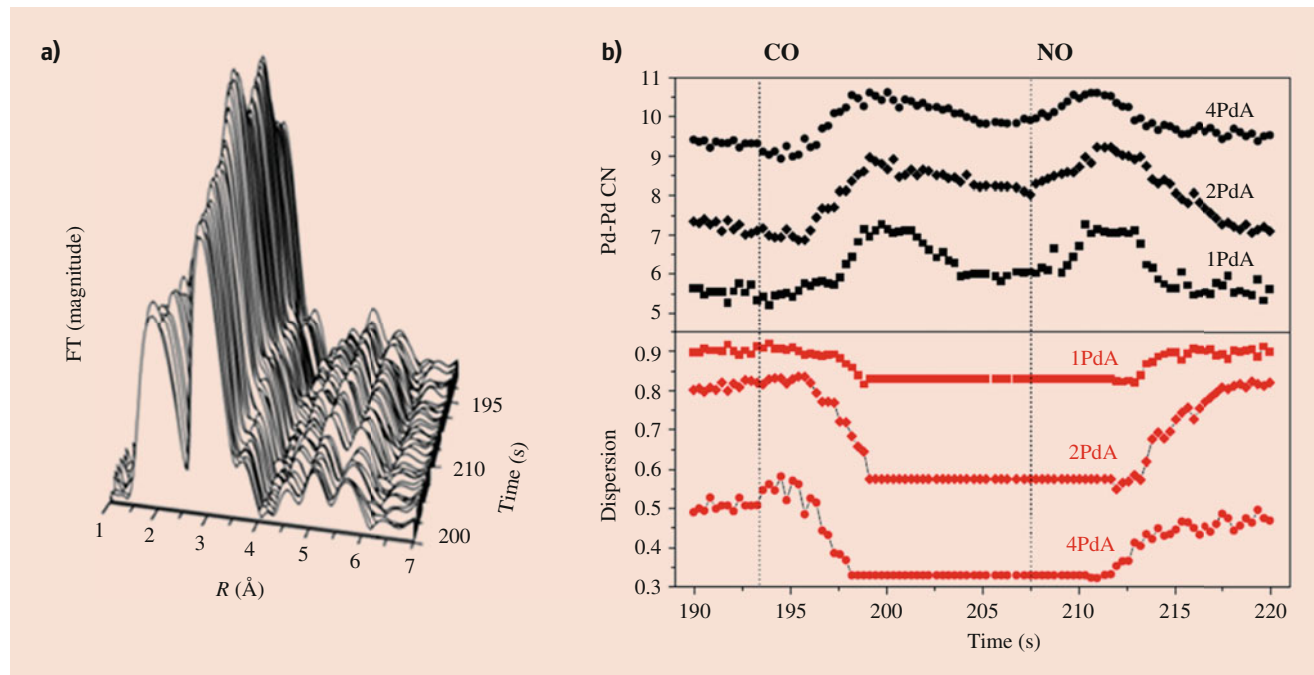 a)
FT (magnitude)
1
2
3
4
5
6
7
R (Å)
195
210
200
Time (s)
b)
CO
NO
11
10
9
8
7
6
5
Pd-Pd CN
4PdA
2PdA
1PdA
0.9
0.8
0.7
0.6
0.5
0.4
0.3
Dispersion
1PdA
2PdA
4PdA
190
195
200
205
210
215
220
Time (s)